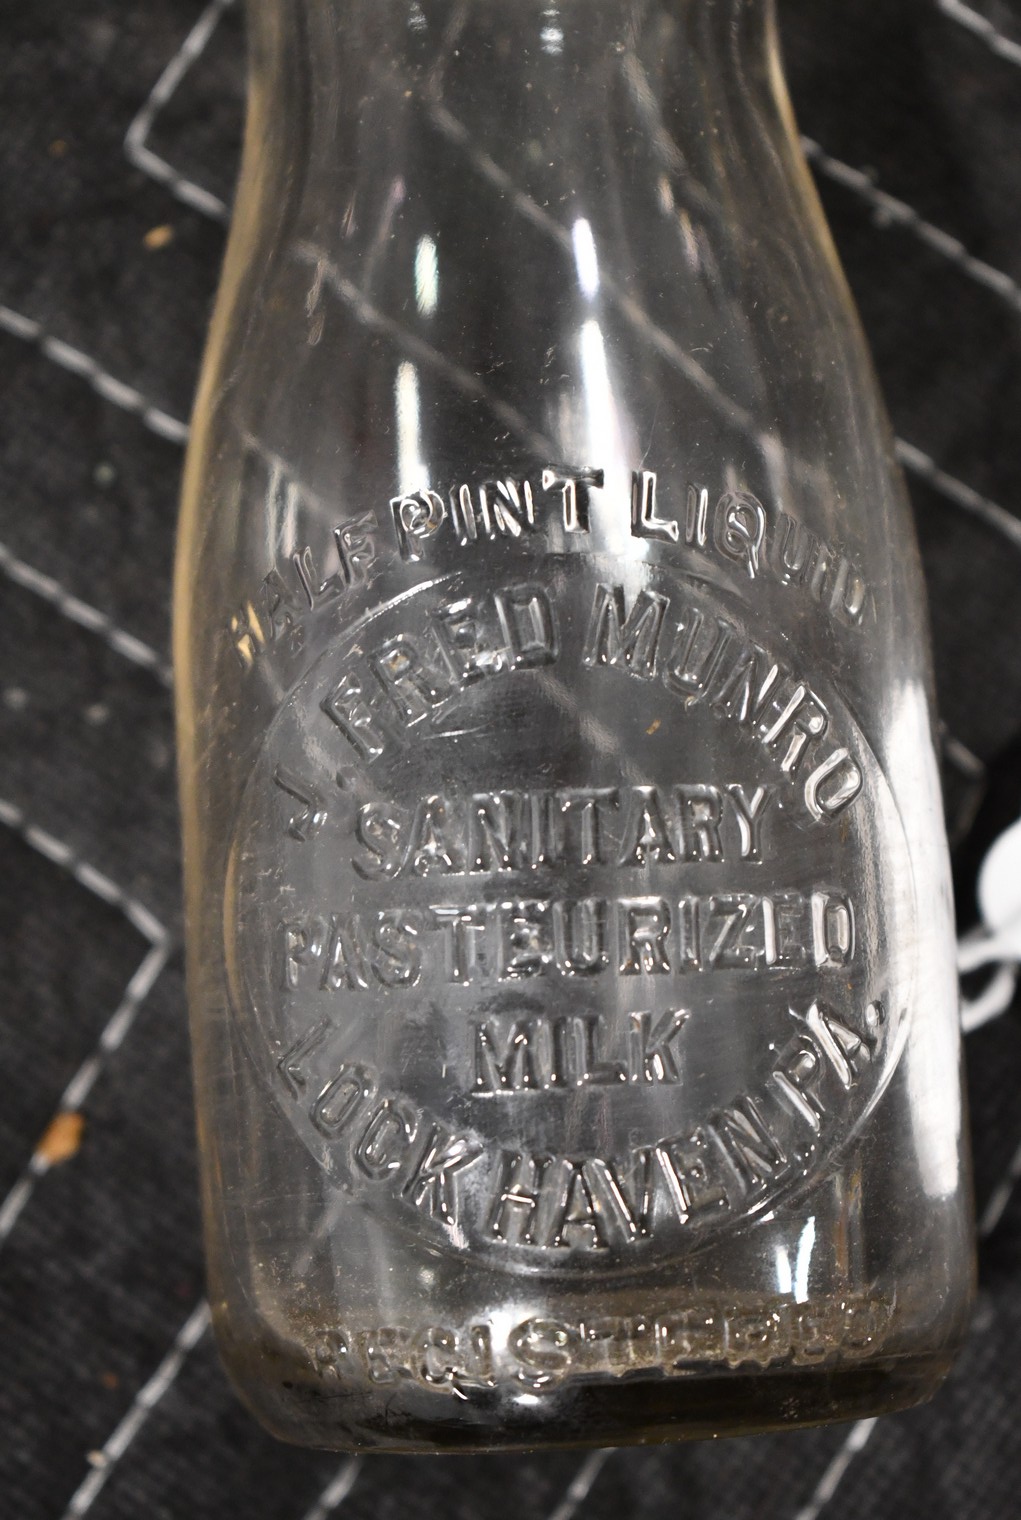 HALF PINT LIQUID
J. FRED MUNRO
SANITARY
PASTEURIZED
MILK
LOCK HAVEN, PA.
REGISTERED